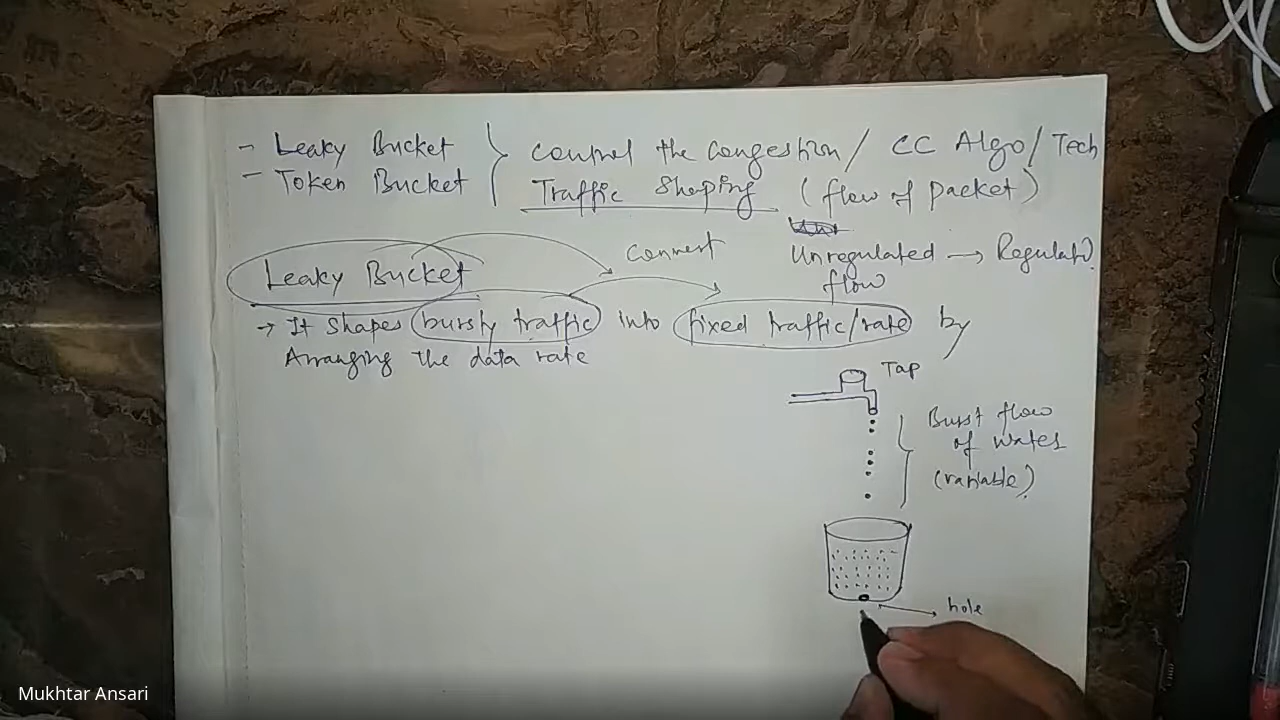 - Leaky Bucket
- Token Bucket
Control the congestion / CC Algo / Tech
Traffic Shaping (flow of packet)
convert
Unregulated → Regulated
flow
Leaky Bucket
→ It shapes bursty traffic into fixed traffic/rate by
Arranging the data rate
Tap
Burst flow
of water
(variable)
hole
Mukhtar Ansari